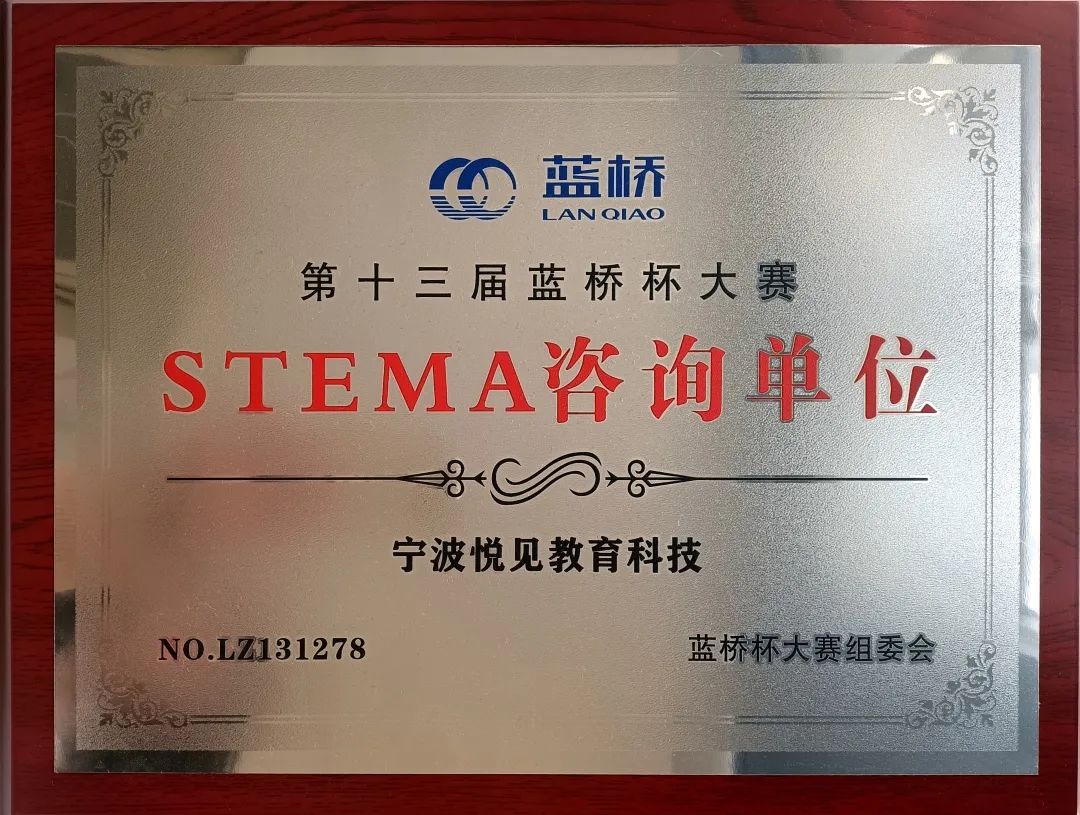 蓝桥
LAN QIAO
第十三届蓝桥杯大赛
STEMA咨询单位
宁波悦见教育科技
NO.LZ131278
蓝桥杯大赛组委会